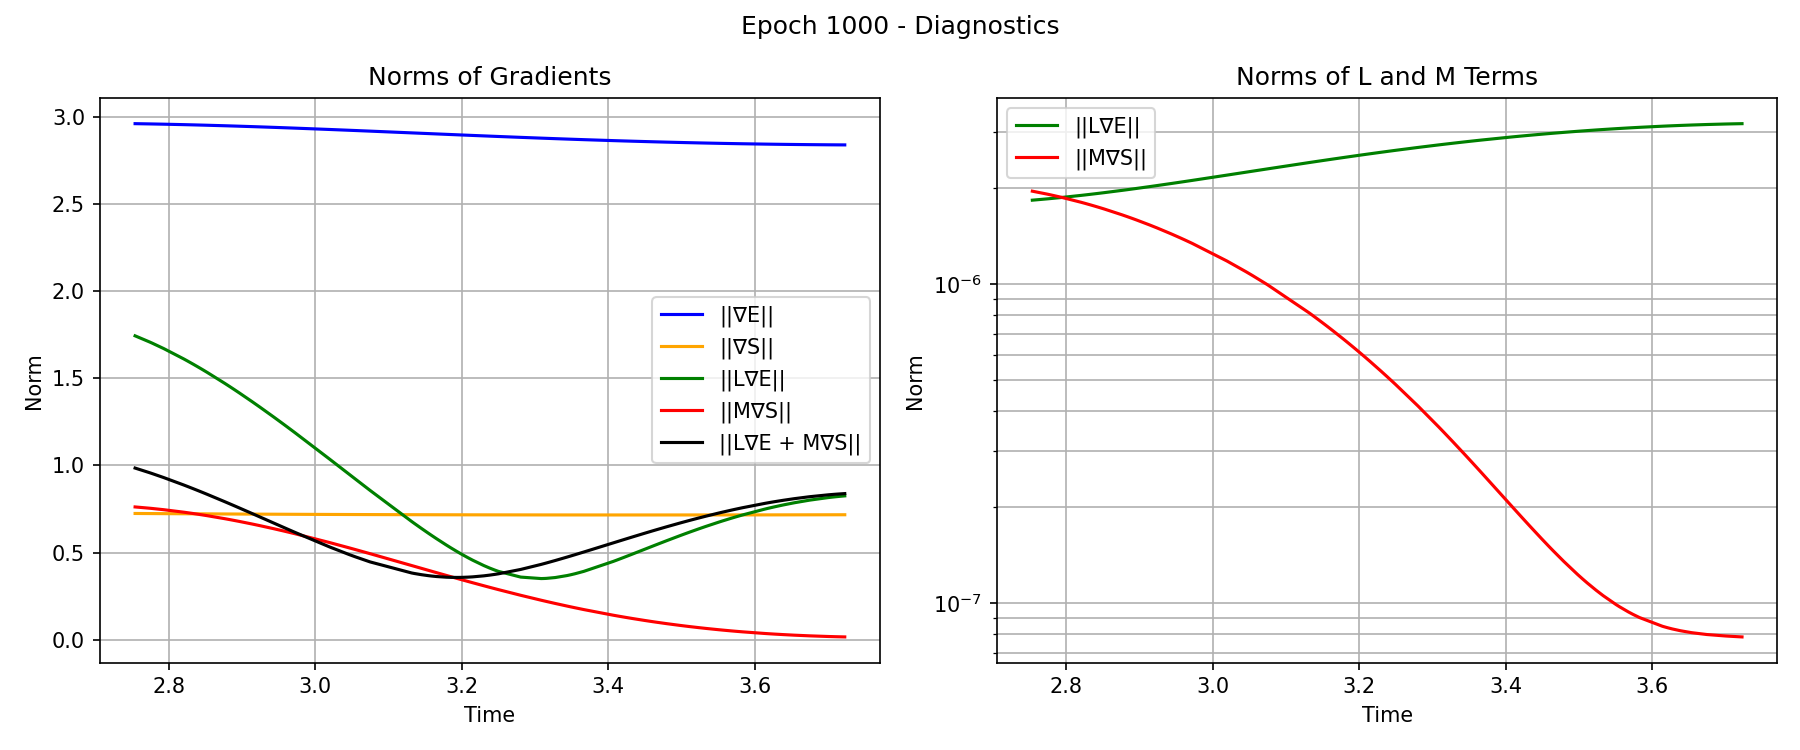 Epoch 1000 - Diagnostics
Norms of Gradients
Norm
3.0
2.5
2.0
1.5
1.0
0.5
0.0
||∇E||
||∇S||
||L∇E||
||M∇S||
||L∇E + M∇S||
2.8 3.0 3.2 3.4 3.6
Time
Norms of L and M Terms
Norm
||L∇E||
||M∇S||
10⁻⁶
10⁻⁷
2.8 3.0 3.2 3.4 3.6
Time